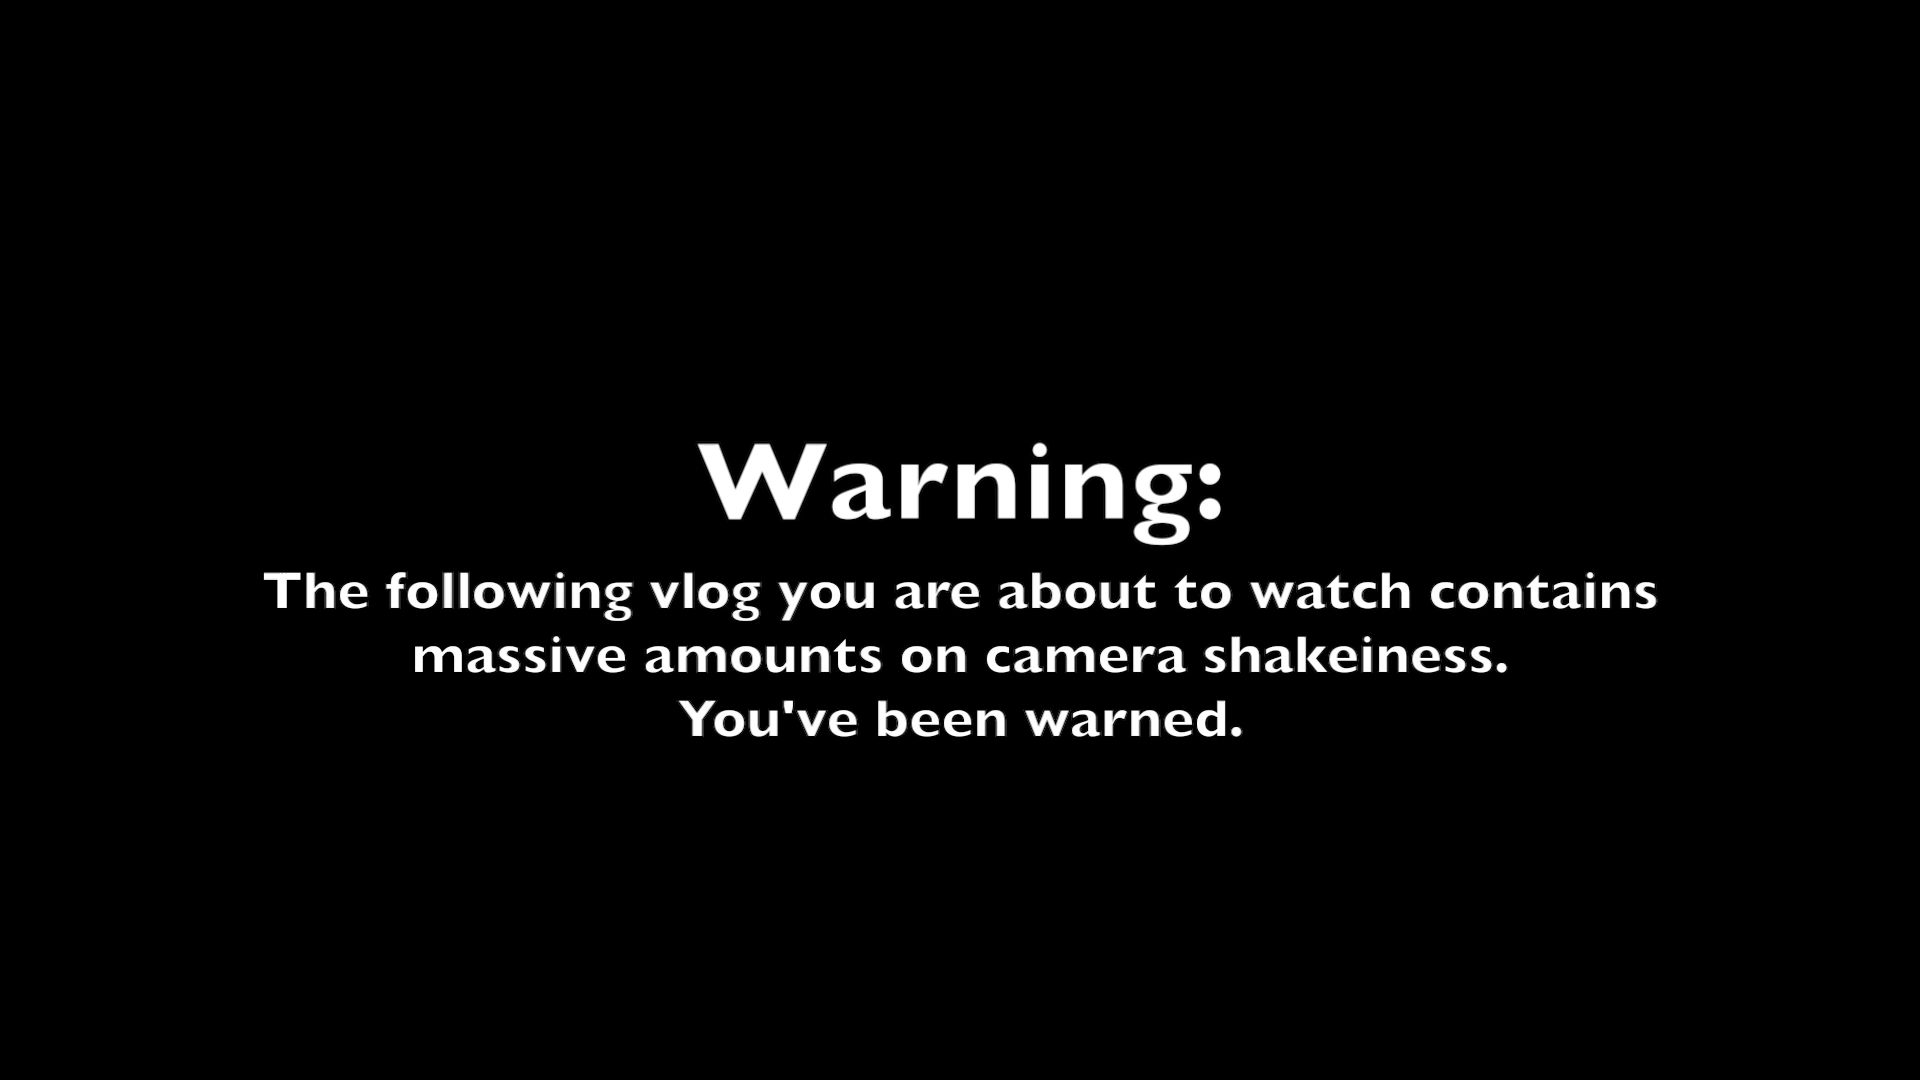 Warning:
The following vlog you are about to watch contains
massive amounts on camera shakeiness.
You've been warned.